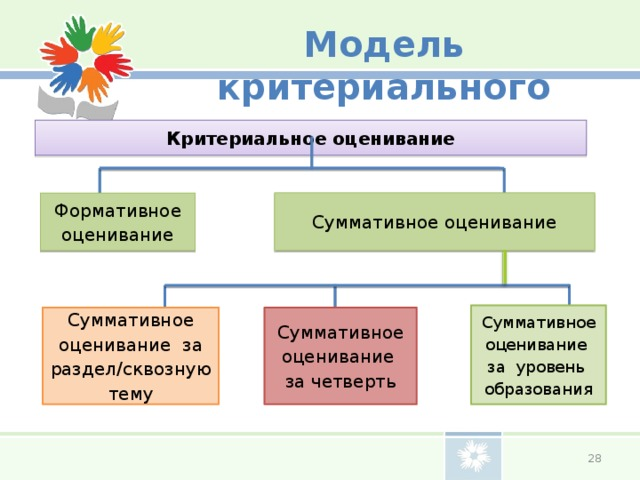 Модель
критериального
Критериальное оценивание
Формативное
оценивание
Суммативное оценивание
Суммативное
оценивание за
раздел/сквозную
тему
Суммативное
оценивание
за четверть
Суммативное
оценивание
за уровень
образования
28